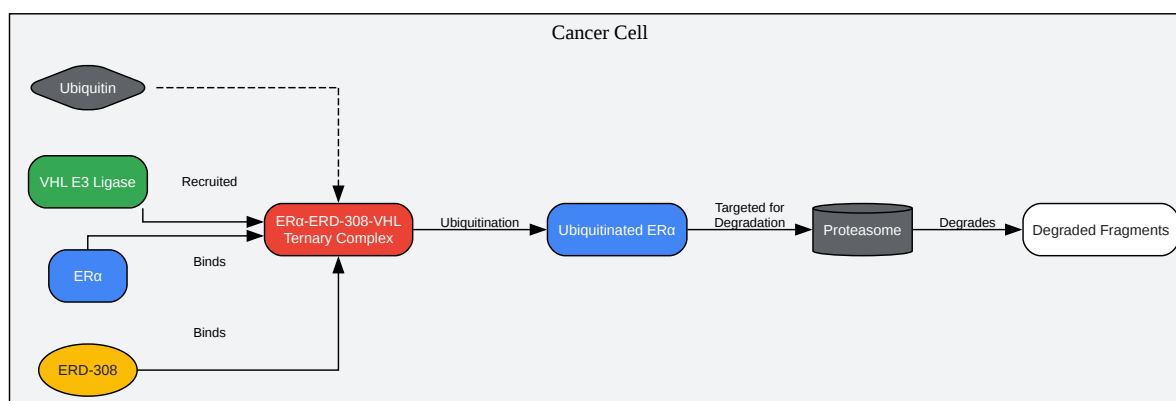 Cancer Cell
Ubiquitin
VHL E3 Ligase
Recruited
ERα-ERD-308-VHL
Ternary Complex
Ubiquitination
Ubiquitinated ERα
Targeted for
Degradation
Proteasome
Degrades
Degraded Fragments
ERα
Binds
Binds
ERD-308